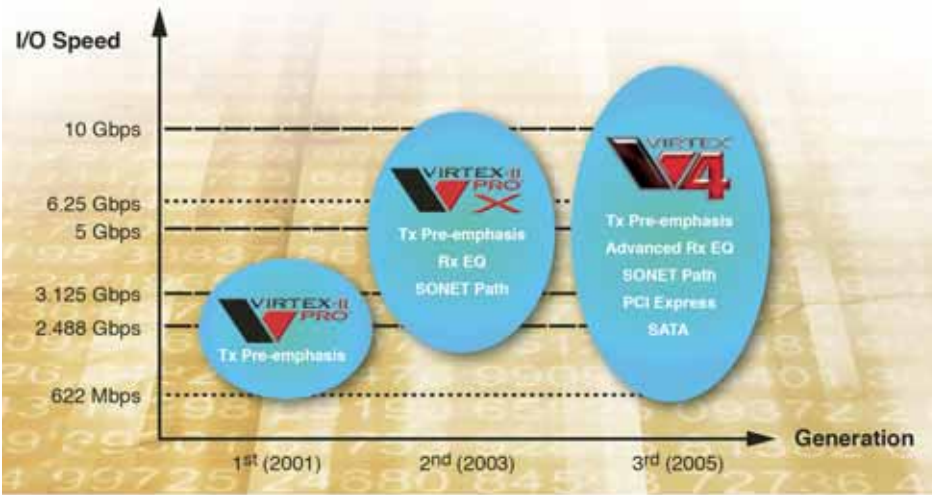 I/O Speed
10 Gbps
6.25 Gbps
5 Gbps
3.125 Gbps
2.488 Gbps
622 Mbps
VIRTEX-II
PRO
Tx Pre-emphasis
VIRTEX-II
PRO
X
Tx Pre-emphasis
Rx EQ
SONET Path
VIRTEX
4
Tx Pre-emphasis
Advanced Rx EQ
SONET Path
PCI Express
SATA
1st (2001)
2nd (2003)
3rd (2005)
Generation